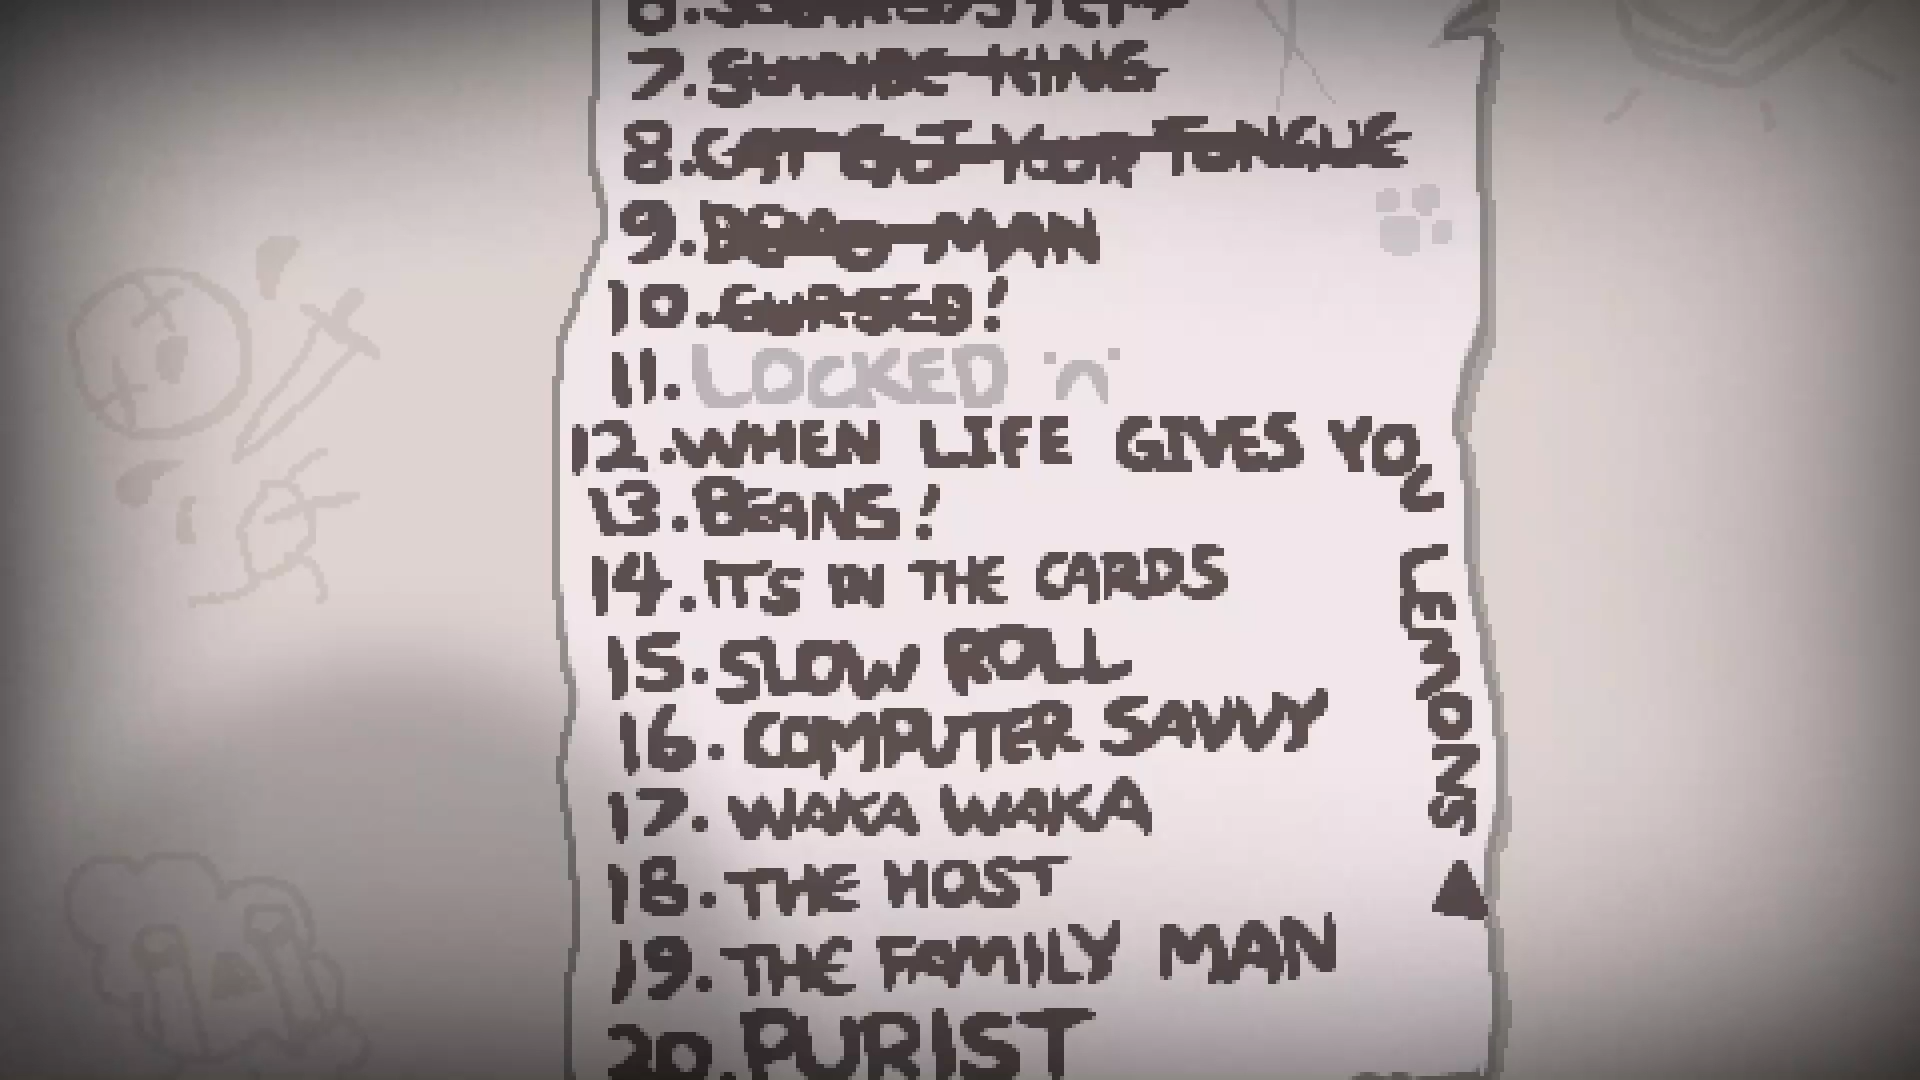 7. SUICIDE KING
8. CAT GOT YOUR TONGUE
9. DEMO MAN
10. CURSED!
11. LOCKED
12. WHEN LIFE GIVES YOU LEMONS
13. BEANS!
14. IT'S IN THE CARDS
15. SLOW ROLL
16. COMPUTER SAVVY
17. WAKA WAKA
18. THE HOST
19. THE FAMILY MAN
20. PURIST